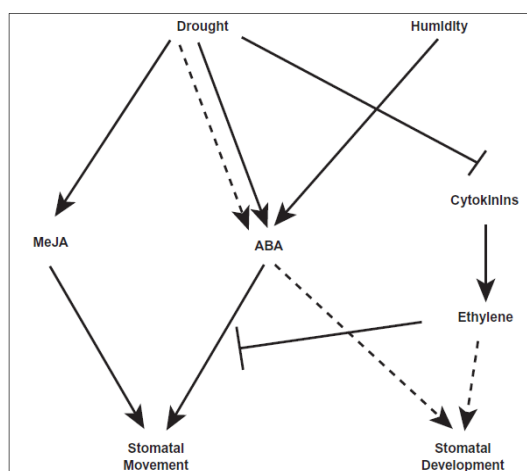 Drought
Humidity
CytokInIns
MeJA
ABA
Ethylene
Stomatal
Movement
Stomatal
Development